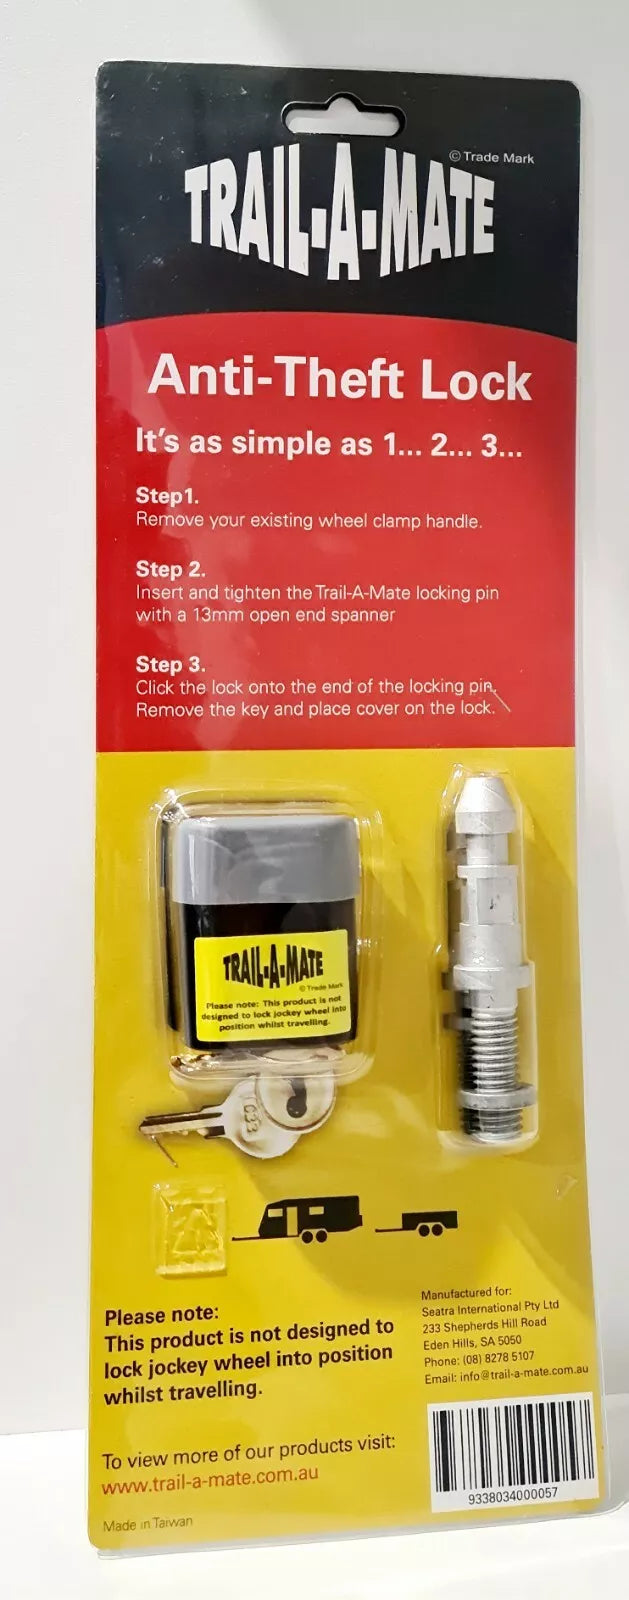 © Trade Mark
TRAIL-A-MATE
Anti-Theft Lock
It's as simple as 1... 2... 3...
Step1.
Remove your existing wheel clamp handle.
Step 2.
Insert and tighten the Trail-A-Mate locking pin
with a 13mm open end spanner
Step 3.
Click the lock onto the end of the locking pin.
Remove the key and place cover on the lock.
TRAIL-A-MATE
© Trade Mark
Please note: This product is not
designed to lock jockey wheel into
position whilst travelling.
Please note:
This product is not designed to
lock jockey wheel into position
whilst travelling.
Manufactured for:
Seatra International Pty Ltd
233 Shepherds Hill Road
Eden Hills, SA 5050
Phone: (08) 8278 5107
Email: info@trail-a-mate.com.au
To view more of our products visit:
www.trail-a-mate.com.au
9338034000057
Made in Taiwan